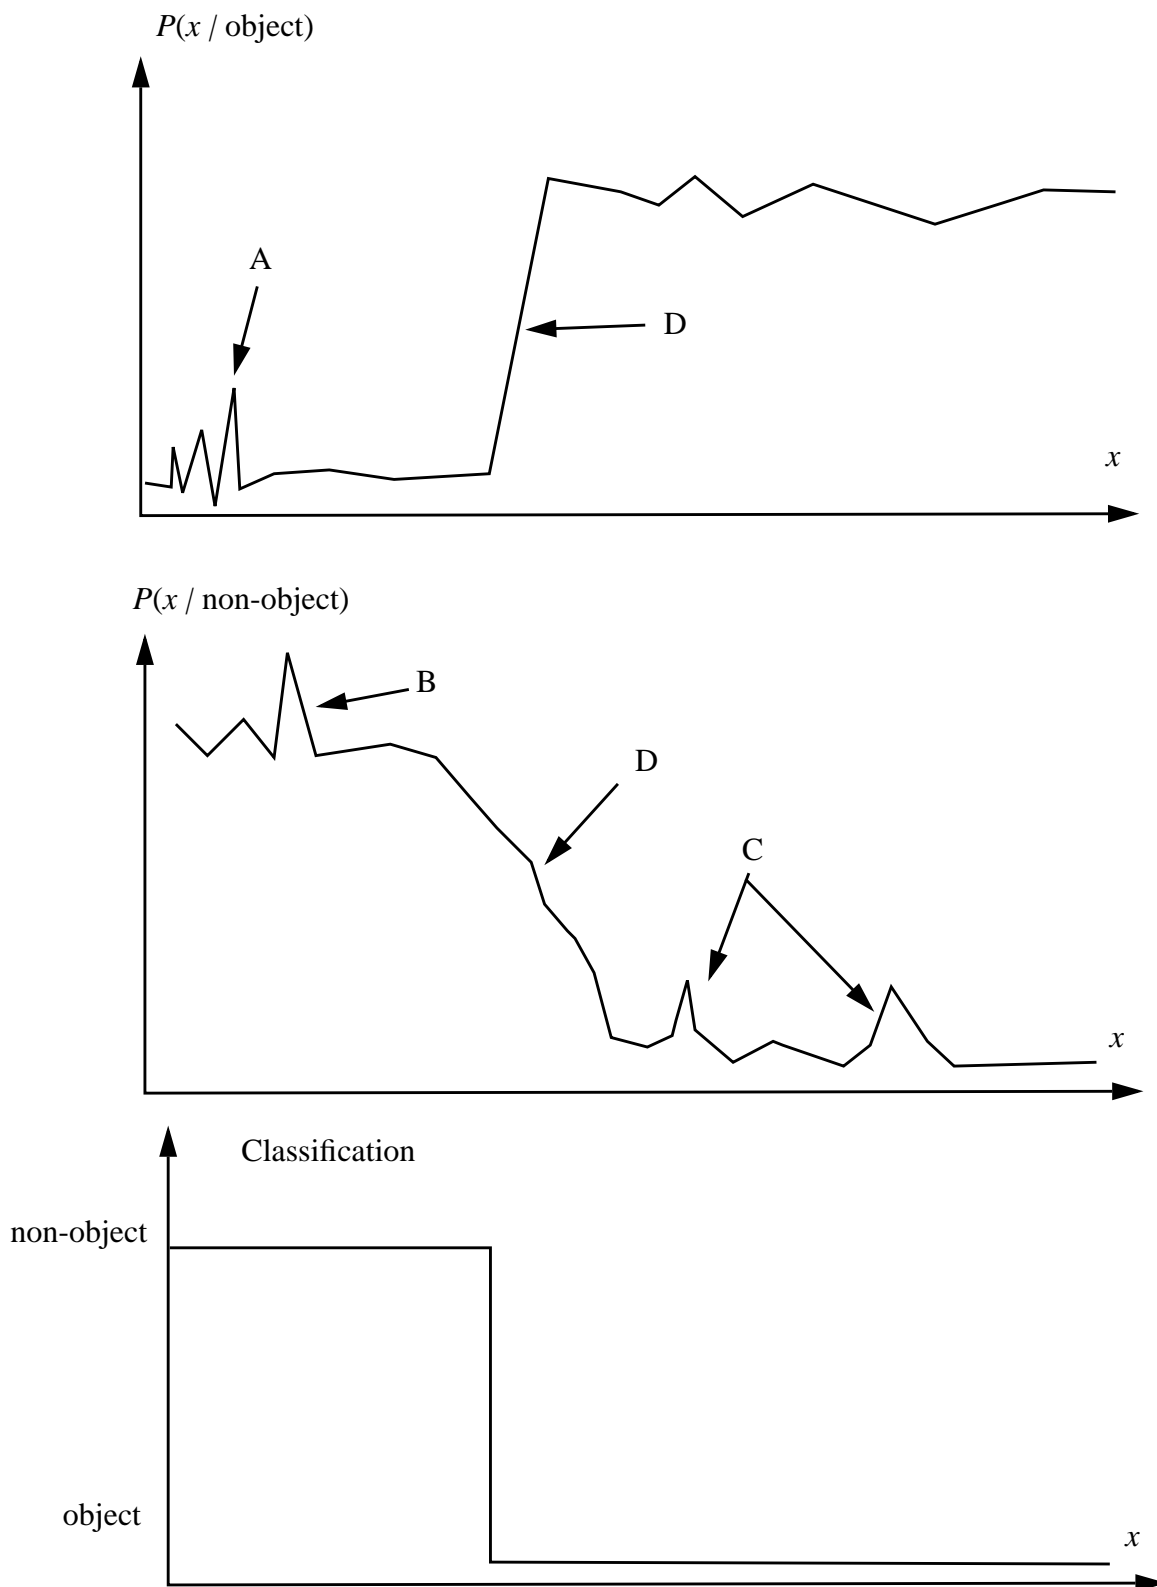 P(x / object)
A
D
x
P(x / non-object)
B
D
C
x
Classification
non-object
object
x